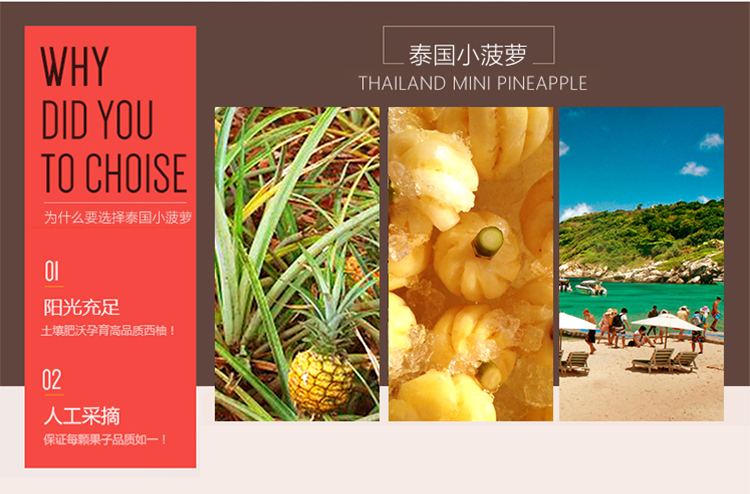 WHY
DID YOU
TO CHOISE
为什么要选择泰国小菠萝
01
阳光充足
土壤肥沃孕育高品质西柚！
02
人工采摘
保证每颗果子品质如一！
泰国小菠萝
THAILAND MINI PINEAPPLE